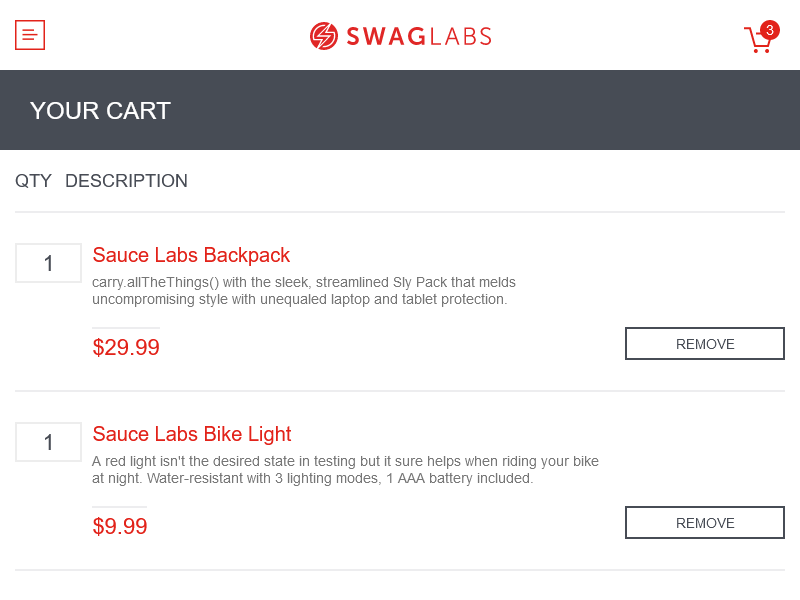 SWAGLABS
3
YOUR CART
QTY DESCRIPTION
1
Sauce Labs Backpack
carry.allTheThings() with the sleek, streamlined Sly Pack that melds
uncompromising style with unequaled laptop and tablet protection.
$29.99
REMOVE
1
Sauce Labs Bike Light
A red light isn't the desired state in testing but it sure helps when riding your bike
at night. Water-resistant with 3 lighting modes, 1 AAA battery included.
$9.99
REMOVE